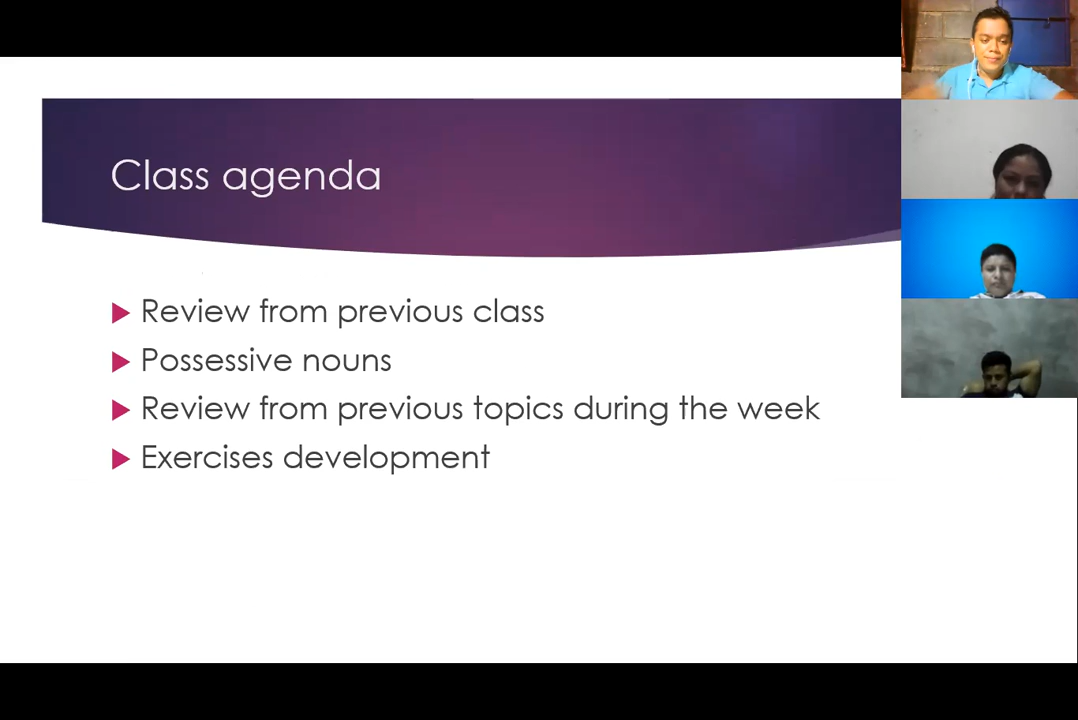 Class agenda
Review from previous class
Possessive nouns
Review from previous topics during the week
Exercises development